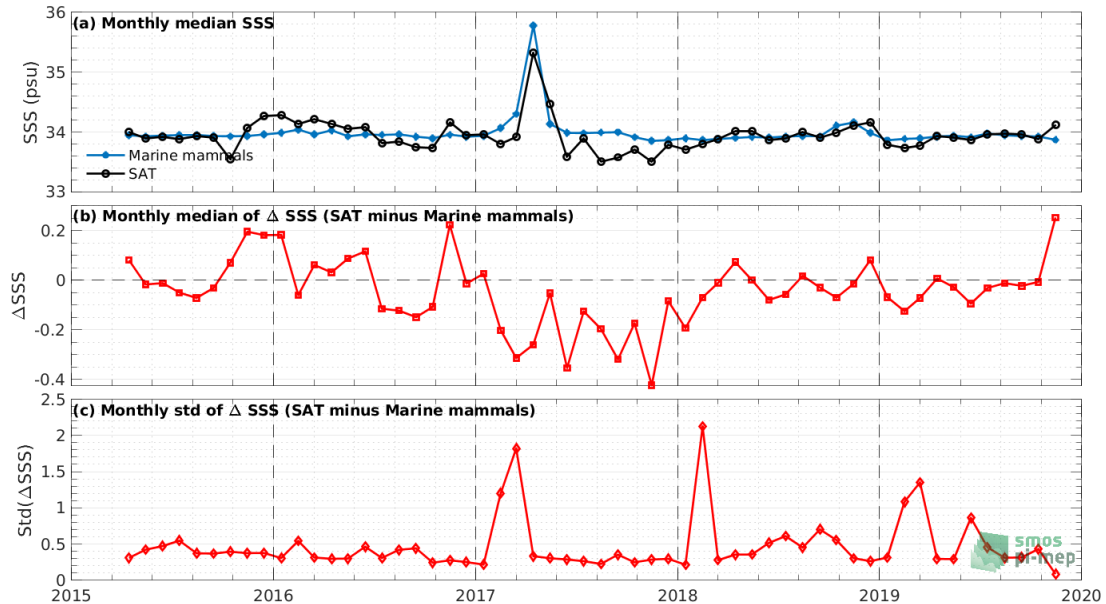 36
(a) Monthly median SSS
35
SSS (psu)
34
Marine mammals
SAT
33
(b) Monthly median of Δ SSS (SAT minus Marine mammals)
0.2
0
ΔSSS
-0.2
-0.4
2.5
(c) Monthly std of Δ SSS (SAT minus Marine mammals)
2
1.5
Std(ΔSSS)
1
0.5
smos
pi-mep
0
2015 2016 2017 2018 2019 2020